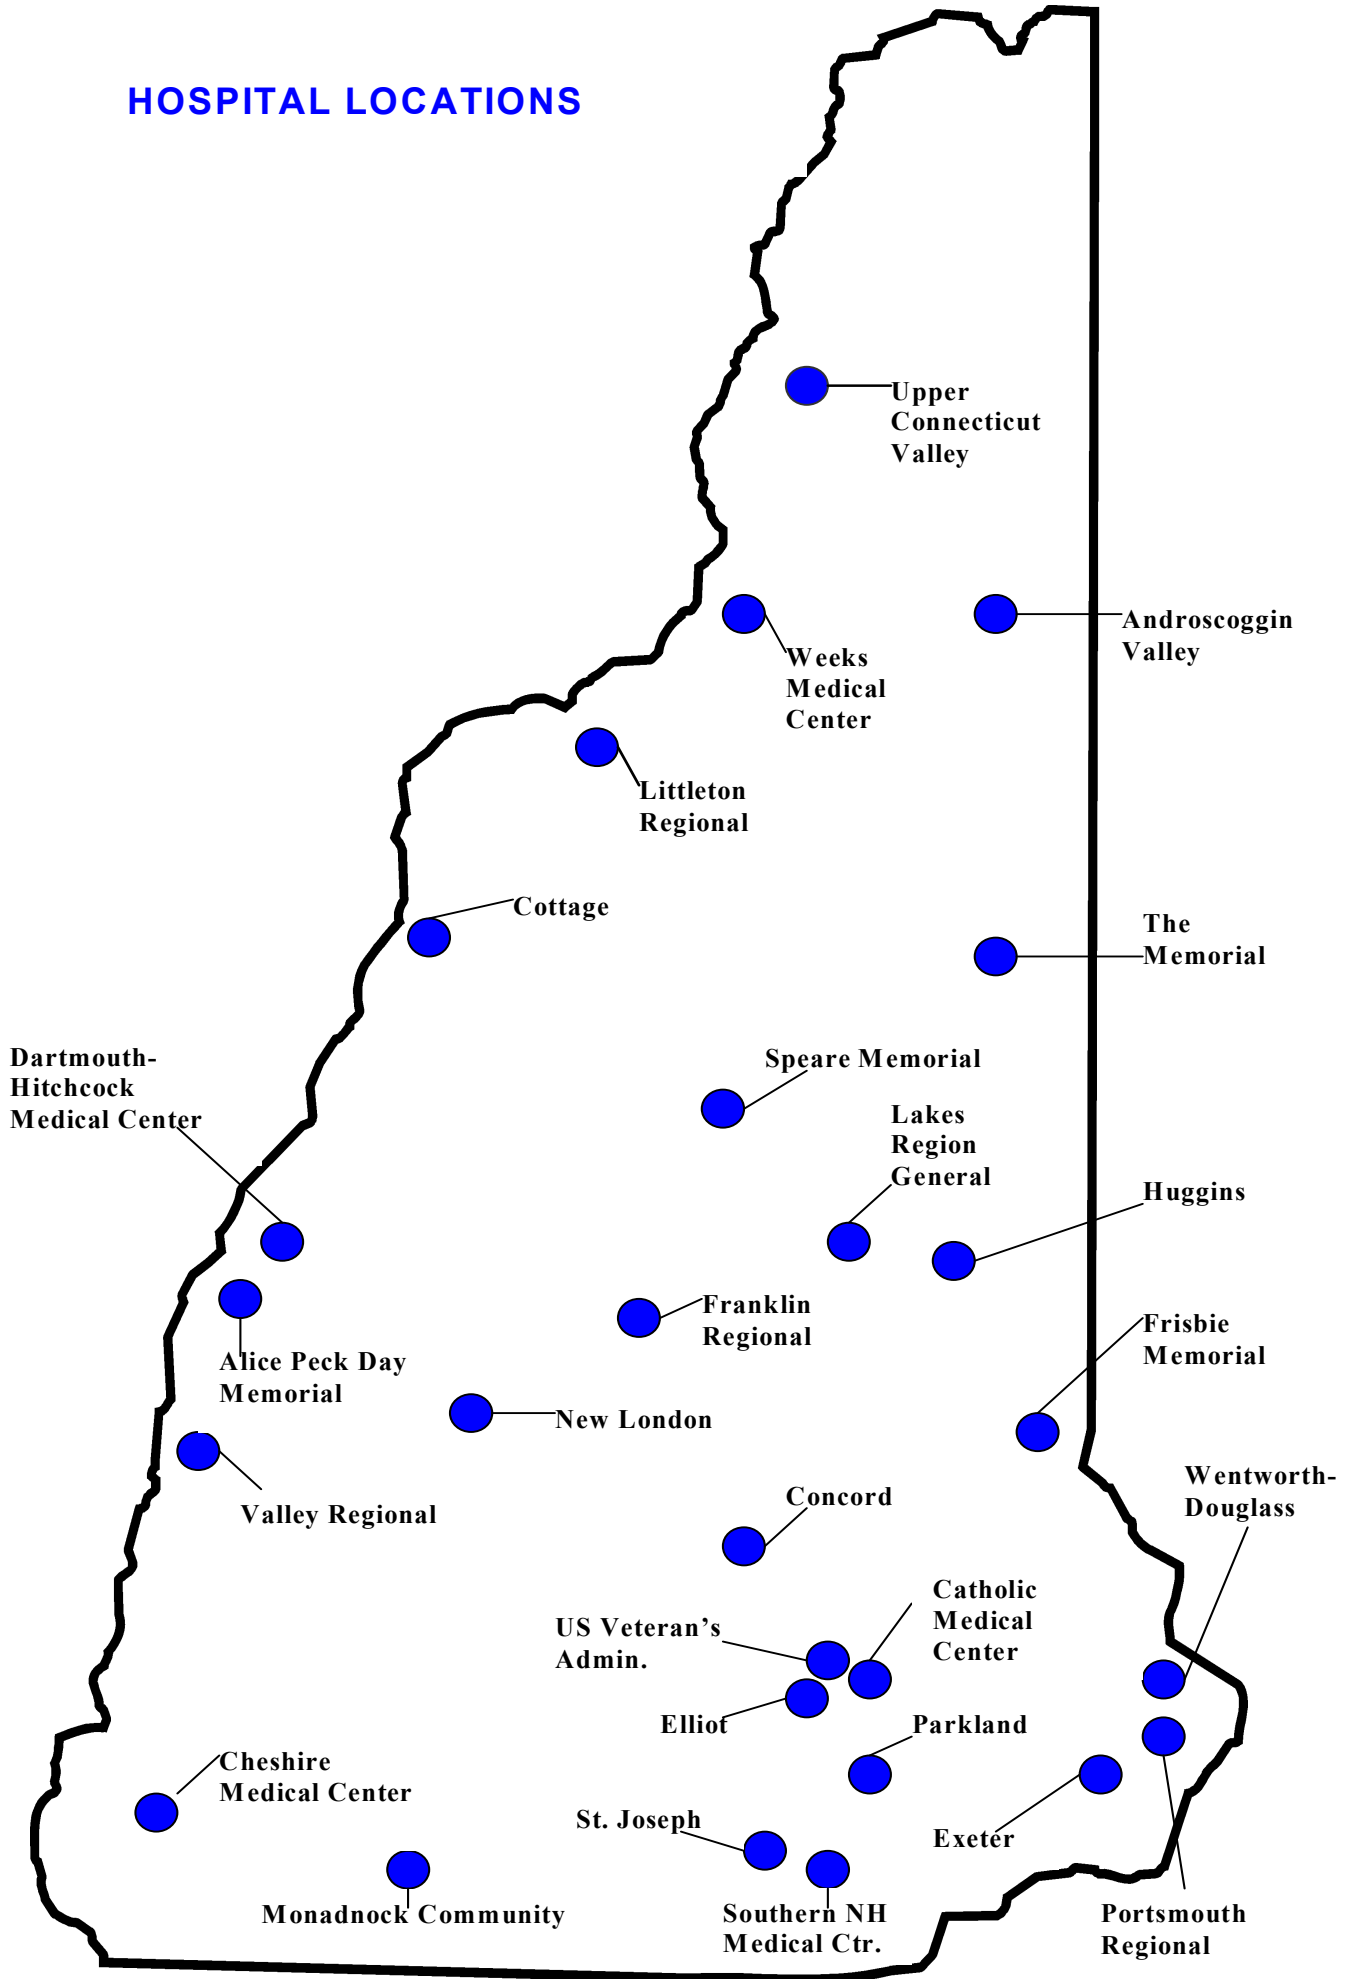 HOSPITAL LOCATIONS
Upper
Connecticut
Valley
Androscoggin
Valley
Weeks
Medical
Center
Littleton
Regional
Cottage
The
Memorial
Dartmouth-
Hitchcock
Medical Center
Speare Memorial
Lakes
Region
General
Huggins
Franklin
Regional
Frisbie
Memorial
Alice Peck Day
Memorial
New London
Valley Regional
Wentworth-
Douglass
Concord
Catholic
Medical
Center
US Veteran’s
Admin.
Elliot
Parkland
Cheshire
Medical Center
St. Joseph
Exeter
Monadnock Community
Southern NH
Medical Ctr.
Portsmouth
Regional